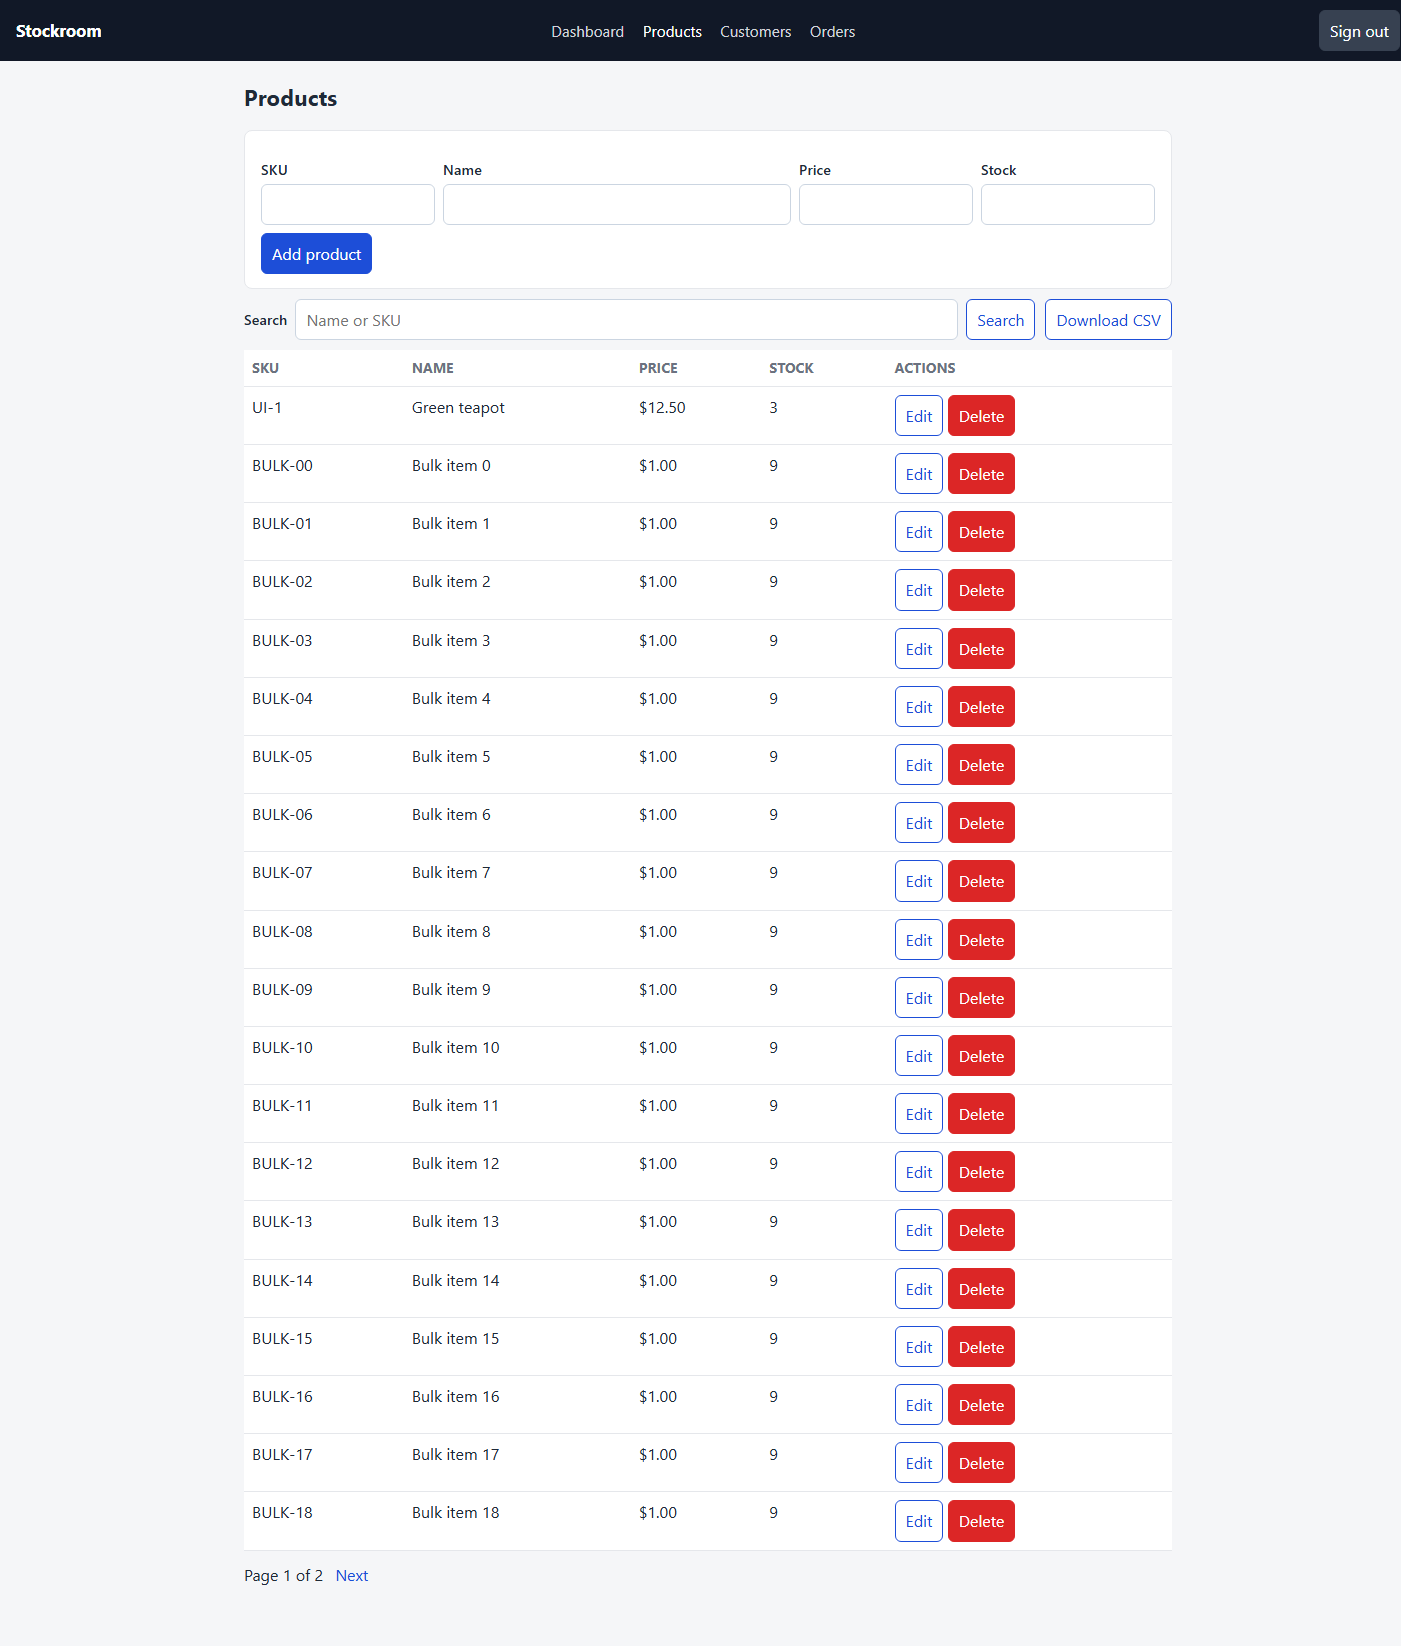 Stockroom Dashboard Products Customers Orders Sign out
Products
SKU Name Price Stock
Add product
Search Name or SKU Search Download CSV
SKU NAME PRICE STOCK ACTIONS
UI-1 Green teapot $12.50 3 Edit Delete
BULK-00 Bulk item 0 $1.00 9 Edit Delete
BULK-01 Bulk item 1 $1.00 9 Edit Delete
BULK-02 Bulk item 2 $1.00 9 Edit Delete
BULK-03 Bulk item 3 $1.00 9 Edit Delete
BULK-04 Bulk item 4 $1.00 9 Edit Delete
BULK-05 Bulk item 5 $1.00 9 Edit Delete
BULK-06 Bulk item 6 $1.00 9 Edit Delete
BULK-07 Bulk item 7 $1.00 9 Edit Delete
BULK-08 Bulk item 8 $1.00 9 Edit Delete
BULK-09 Bulk item 9 $1.00 9 Edit Delete
BULK-10 Bulk item 10 $1.00 9 Edit Delete
BULK-11 Bulk item 11 $1.00 9 Edit Delete
BULK-12 Bulk item 12 $1.00 9 Edit Delete
BULK-13 Bulk item 13 $1.00 9 Edit Delete
BULK-14 Bulk item 14 $1.00 9 Edit Delete
BULK-15 Bulk item 15 $1.00 9 Edit Delete
BULK-16 Bulk item 16 $1.00 9 Edit Delete
BULK-17 Bulk item 17 $1.00 9 Edit Delete
BULK-18 Bulk item 18 $1.00 9 Edit Delete
Page 1 of 2 Next